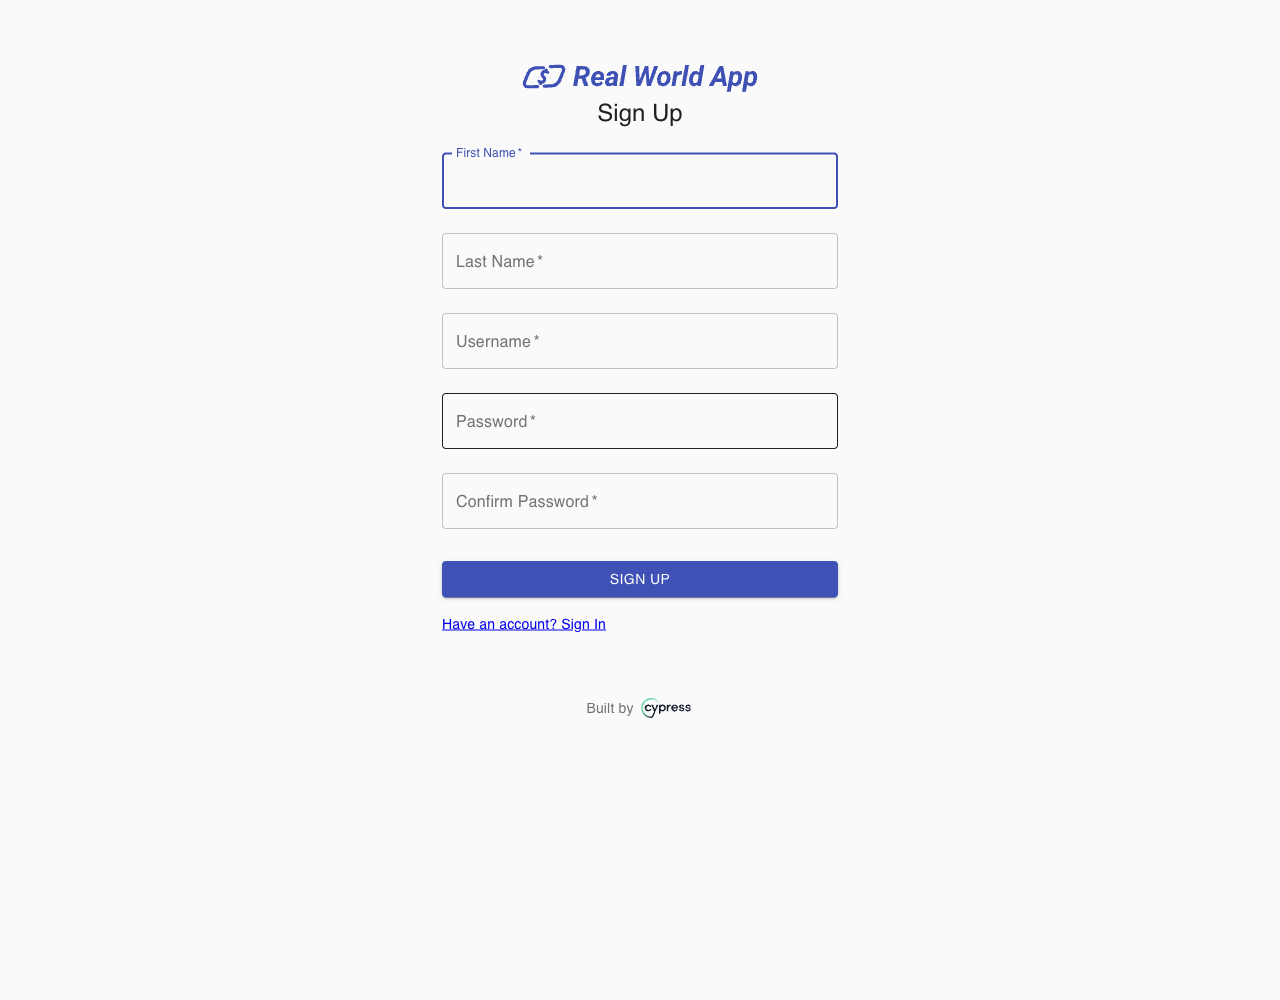 Real World App
Sign Up
First Name *
Last Name *
Username *
Password *
Confirm Password *
SIGN UP
Have an account? Sign In
Built by cypress